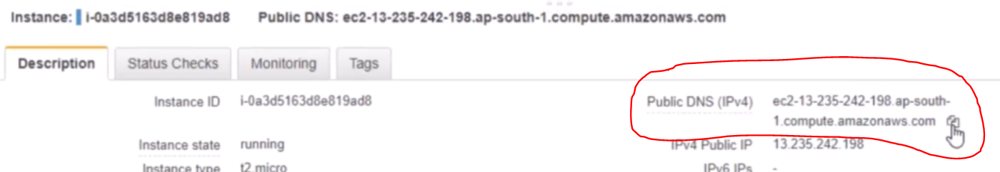 Instance: i-0a3d5163d8e819ad8 Public DNS: ec2-13-235-242-198.ap-south-1.compute.amazonaws.com
Description Status Checks Monitoring Tags
Instance ID i-0a3d5163d8e819ad8 Public DNS (IPv4) ec2-13-235-242-198.ap-south-
1.compute.amazonaws.com
Instance state running IPv4 Public IP 13.235.242.198
Instance type t2.micro IPv6 IPs -